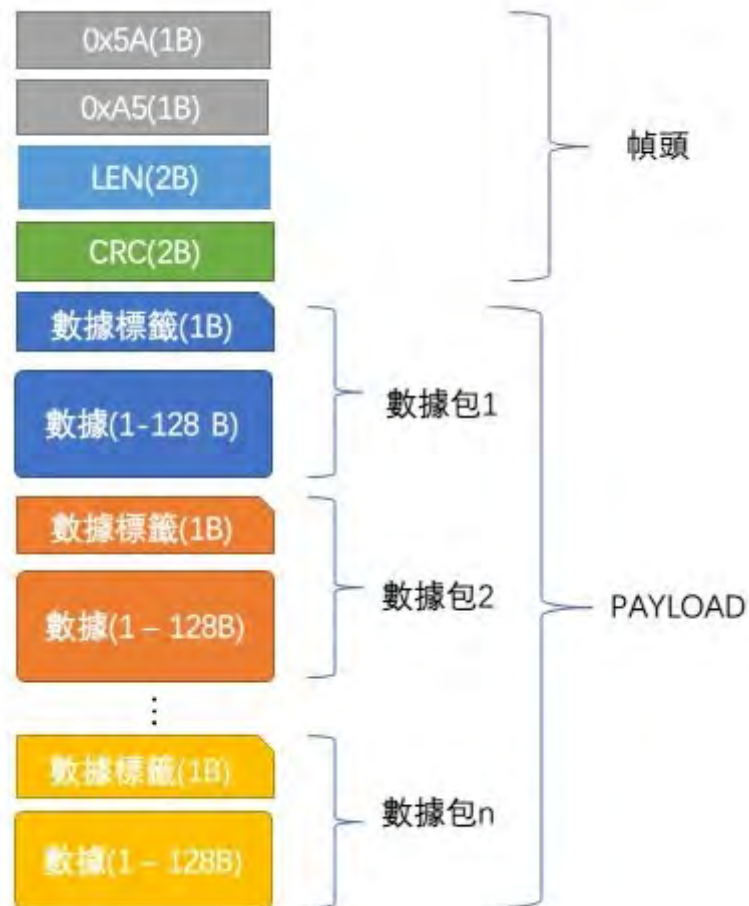 0x5A(1B)
0xA5(1B)
LEN(2B)
CRC(2B)
幀頭
數據標籤(1B)
數據(1-128 B)
數據包1
數據標籤(1B)
數據(1 – 128B)
數據包2
PAYLOAD
⋮
數據標籤(1B)
數據(1 – 128B)
數據包n